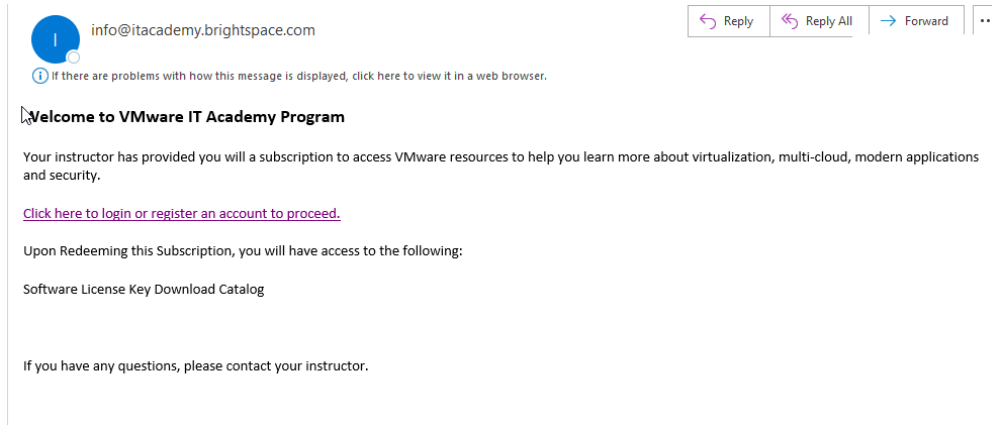 Reply
Reply All
Forward
I
info@itacademy.brightspace.com
If there are problems with how this message is displayed, click here to view it in a web browser.
Welcome to VMware IT Academy Program
Your instructor has provided you will a subscription to access VMware resources to help you learn more about virtualization, multi-cloud, modern applications
and security.
Click here to login or register an account to proceed.
Upon Redeeming this Subscription, you will have access to the following:
Software License Key Download Catalog
If you have any questions, please contact your instructor.